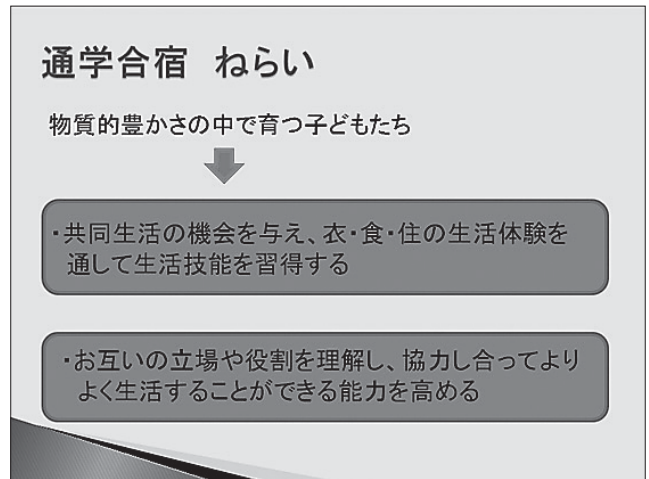 通学合宿　ねらい
物質的豊かさの中で育つ子どもたち
・共同生活の機会を与え、衣・食・住の生活体験を
通して生活技能を習得する
・お互いの立場や役割を理解し、協力し合ってより
よく生活することができる能力を高める